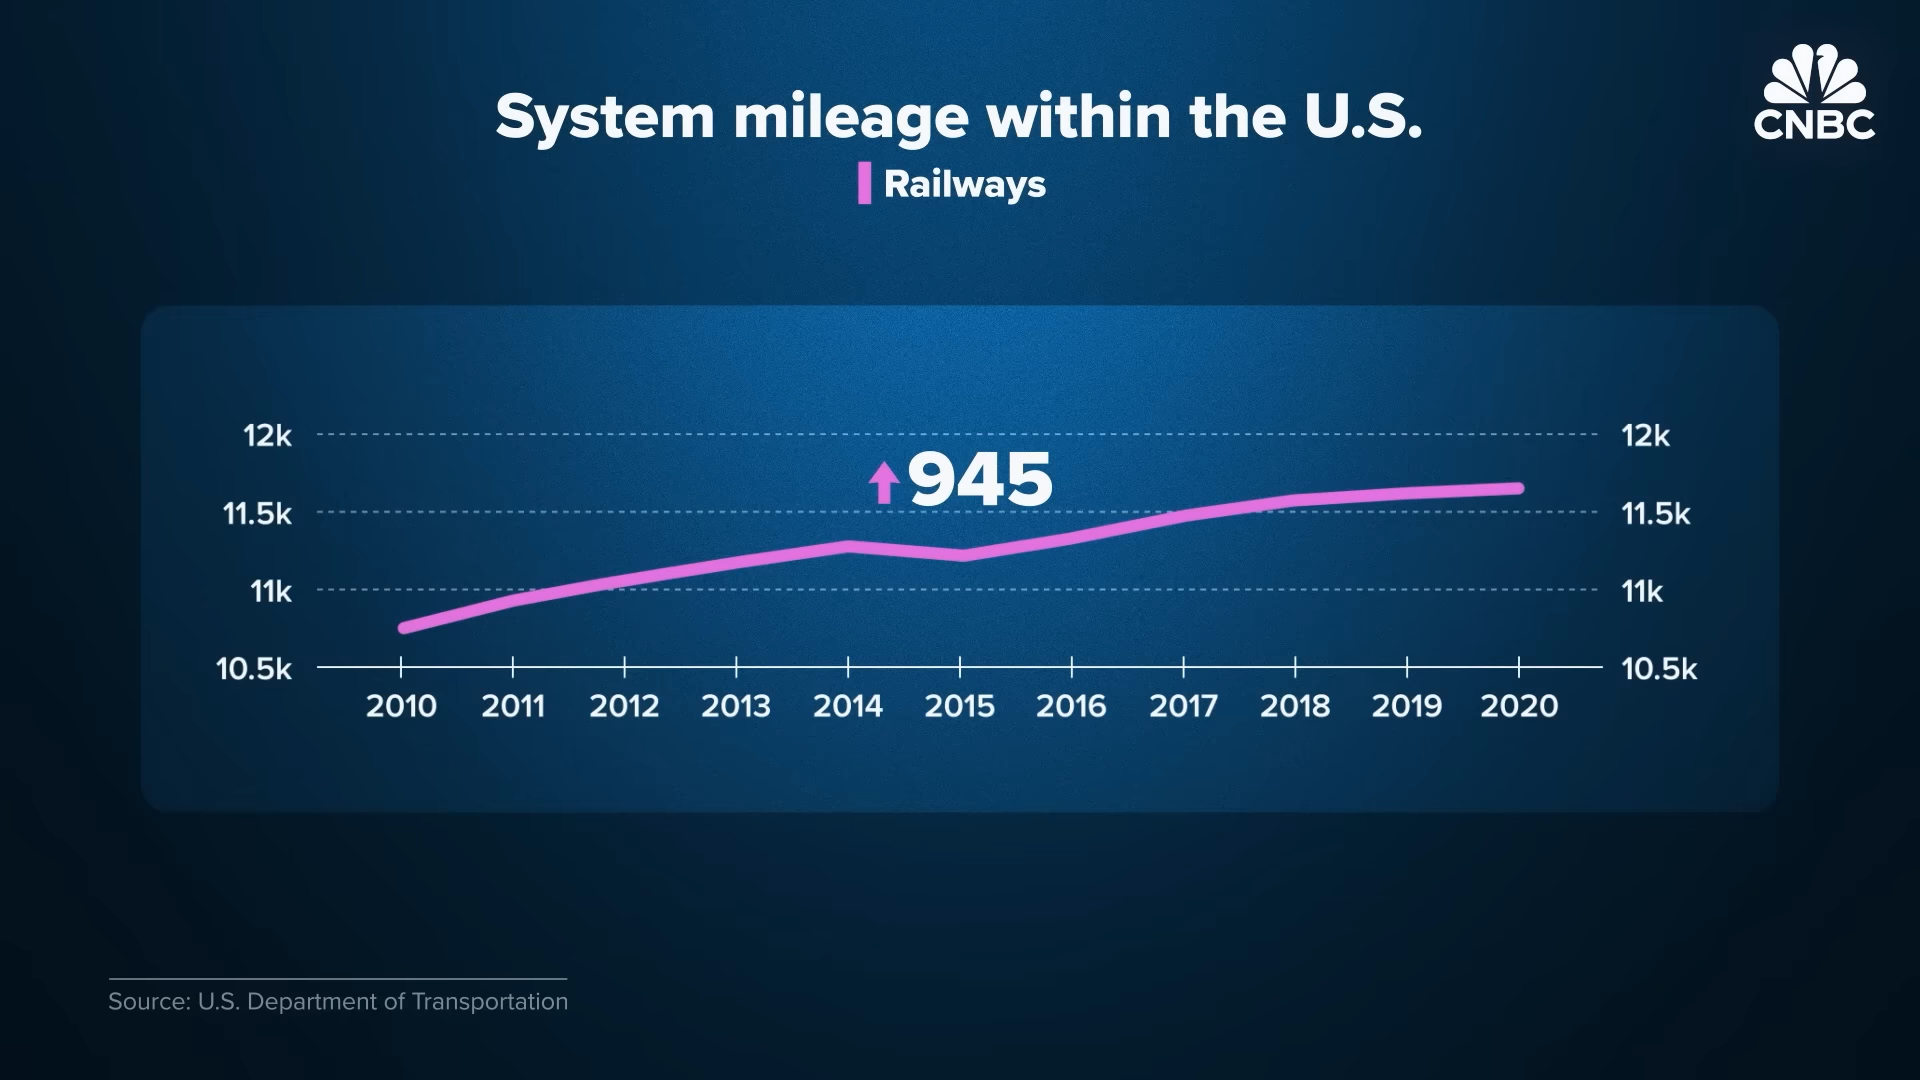 CNBC
System mileage within the U.S.
Railways
945
12k 12k
11.5k 11.5k
11k 11k
10.5k 10.5k
2010 2011 2012 2013 2014 2015 2016 2017 2018 2019 2020
Source: U.S. Department of Transportation